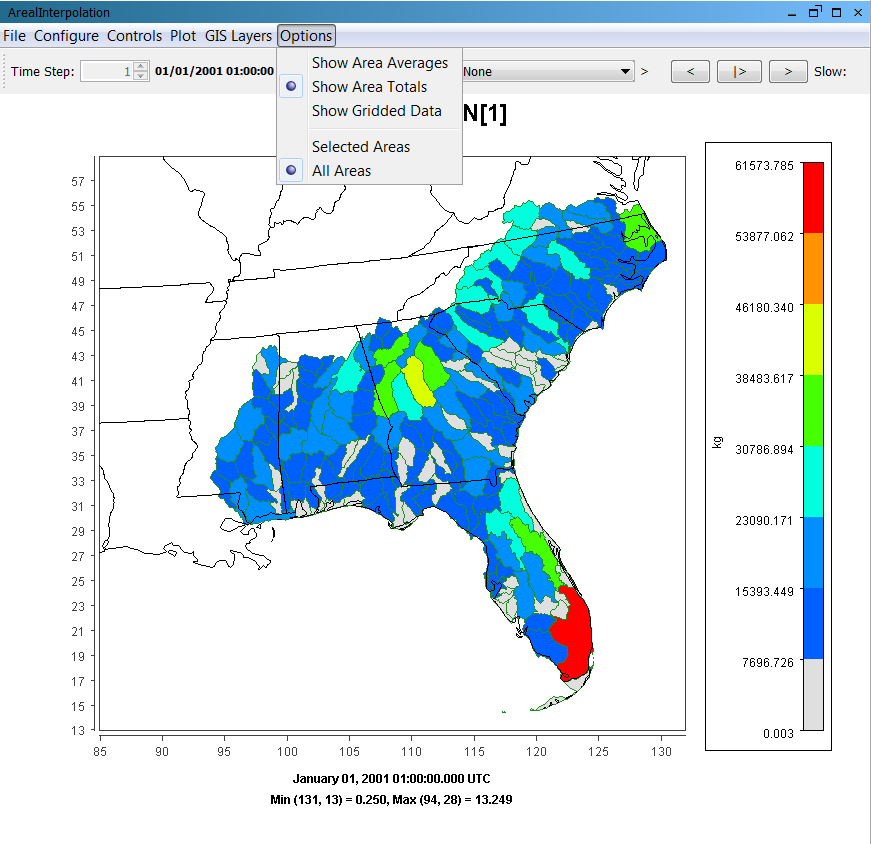 ArealInterpolation
File Configure Controls Plot GIS Layers Options
Time Step: 1 01/01/2001 01:00:00 None > < |> > Slow:
Show Area Averages
Show Area Totals
Show Gridded Data
Selected Areas
All Areas
N[1]
57
55
53
51
49
47
45
43
41
39
37
35
33
31
29
27
25
23
21
19
17
15
13
85 90 95 100 105 110 115 120 125 130
61573.785
53877.062
46180.340
38483.617
30786.894
23090.171
15393.449
7696.726
0.003
kg
January 01, 2001 01:00:00.000 UTC
Min (131, 13) = 0.250, Max (94, 28) = 13.249